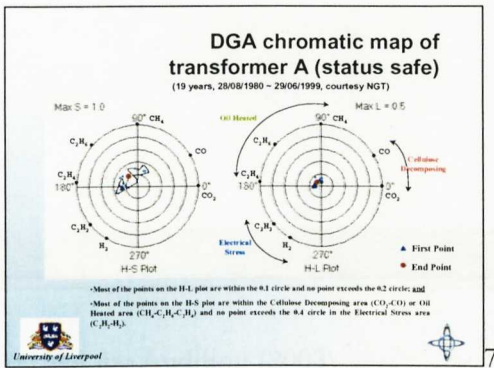 DGA chromatic map of
transformer A (status safe)
(19 years, 28/08/1980 ~ 29/06/1999, courtesy NGT)
Max S = 1.0
Oil Heated
Max L = 0.5
90° CH₄
90° CH₄
C₂H₆
CO
C₂H₆
CO
Cellulose
Decomposing
C₂H₄
180°
0°
CO₂
C₂H₄
180°
0°
CO₂
C₂H₂
H₂
270°
Electrical
Stress
C₂H₂
H₂
270°
▲ First Point
● End Point
H-S Plot
H-L Plot
•Most of the points on the H-L plot are within the 0.1 circle and no point exceeds the 0.2 circle; and
•Most of the points on the H-S plot are within the Cellulose Decomposing area (CO₂-CO) or Oil
Heated area (CH₄-C₂H₆-C₂H₄) and no point exceeds the 0.4 circle in the Electrical Stress area
(C₂H₂-H₂).
University of Liverpool
7